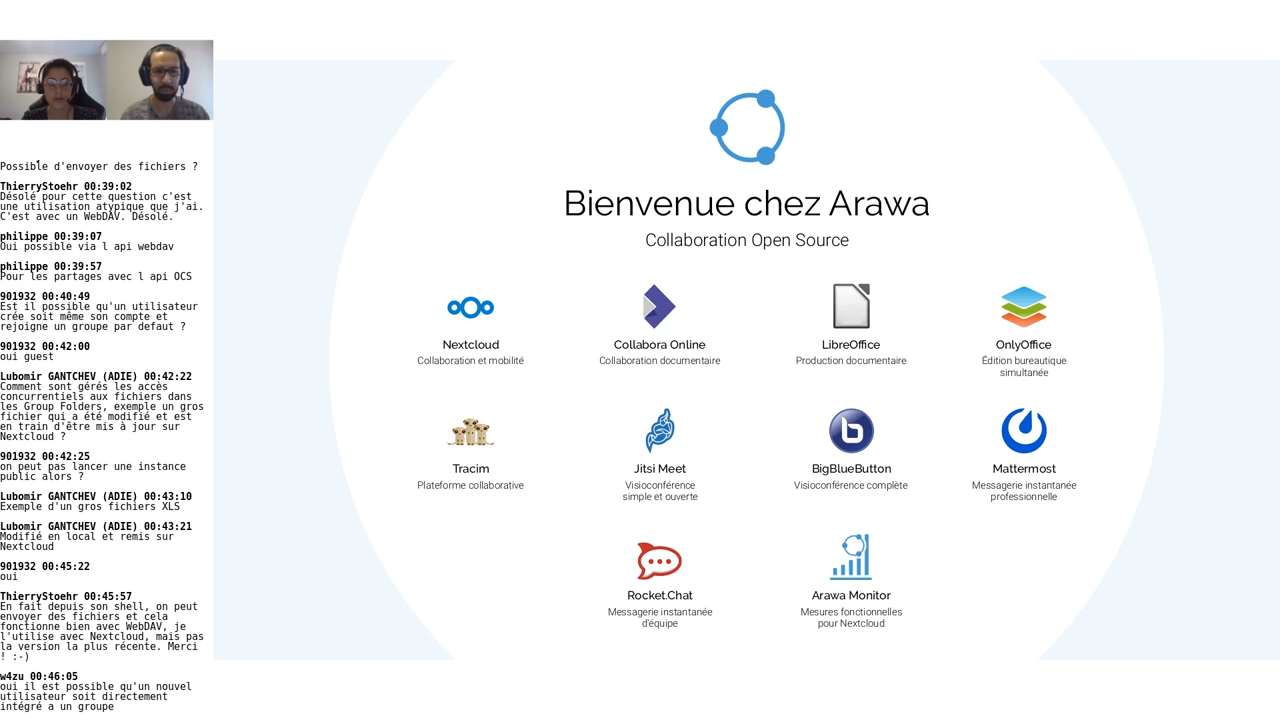 Possible d'envoyer des fichiers ?
ThierryStoehr 00:39:02
Désolé pour cette question c'est
une utilisation atypique que j'ai.
C'est avec un WebDAV. Désolé.
philippe 00:39:07
Oui possible via l api webdav
philippe 00:39:57
Pour les partages avec l api OCS
901932 00:40:49
Est il possible qu'un utilisateur
crée soit même son compte et
rejoigne un groupe par defaut ?
901932 00:42:00
oui guest
Lubomir GANTCHEV (ADIE) 00:42:22
Comment sont gérés les accès
concurrentiels aux fichiers dans
les Group Folders, exemple un gros
fichier qui a été modifié et est
en train d'être mis à jour sur
Nextcloud ?
901932 00:42:25
on peut pas lancer une instance
public alors ?
Lubomir GANTCHEV (ADIE) 00:43:10
Exemple d'un gros fichiers XLS
Lubomir GANTCHEV (ADIE) 00:43:21
Modifié en local et remis sur
Nextcloud
901932 00:45:22
oui
ThierryStoehr 00:45:57
En fait depuis son shell, on peut
envoyer des fichiers et cela
fonctionne bien avec WebDAV, je
l'utilise avec Nextcloud, mais pas
la version la plus récente. Merci
! :-)
w4zu 00:46:05
oui il est possible qu'un nouvel
utilisateur soit directement
intégré a un groupe
Bienvenue chez Arawa
Collaboration Open Source
Nextcloud
Collaboration et mobilité
Collabora Online
Collaboration documentaire
LibreOffice
Production documentaire
OnlyOffice
Édition bureautique
simultanée
Tracim
Plateforme collaborative
Jitsi Meet
Visioconférence
simple et ouverte
BigBlueButton
Visioconférence complète
Mattermost
Messagerie instantanée
professionnelle
Rocket.Chat
Messagerie instantanée
d'équipe
Arawa Monitor
Mesures fonctionnelles
pour Nextcloud